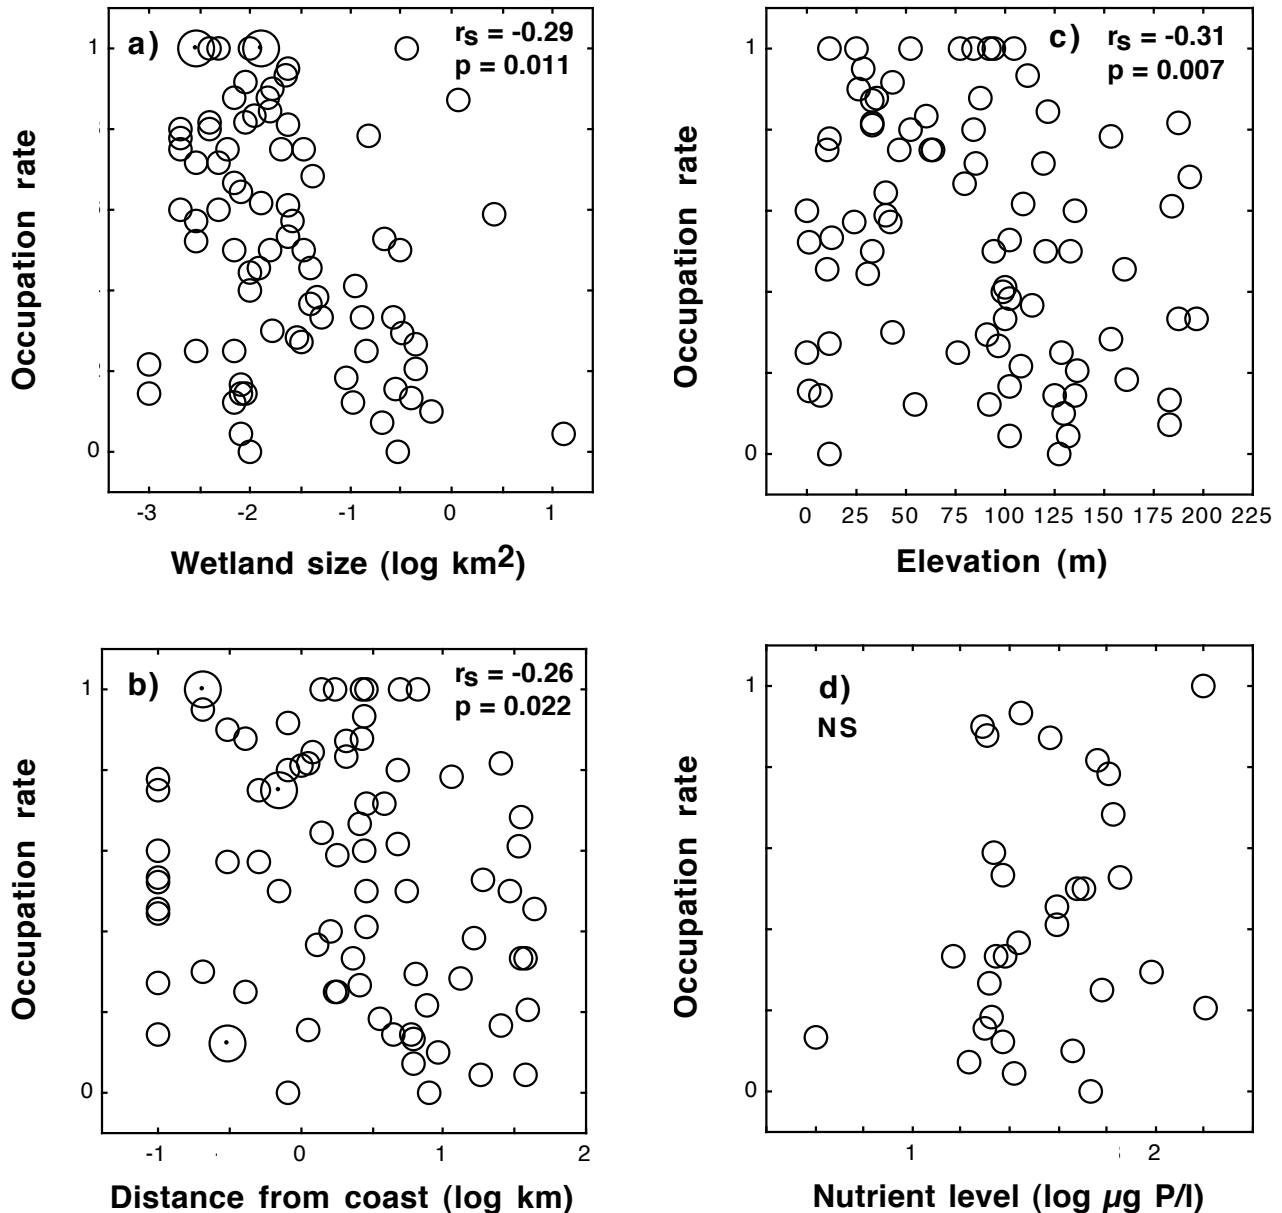 a)
r_s = -0.29
p = 0.011
Occupation rate
1
0
-3 -2 -1 0 1
Wetland size (log km²)
c)
r_s = -0.31
p = 0.007
Occupation rate
1
0
0 25 50 75 100 125 150 175 200 225
Elevation (m)
b)
r_s = -0.26
p = 0.022
Occupation rate
1
0
-1 0 1 2
Distance from coast (log km)
d)
NS
Occupation rate
1
0
1 2
Nutrient level (log µg P/l)